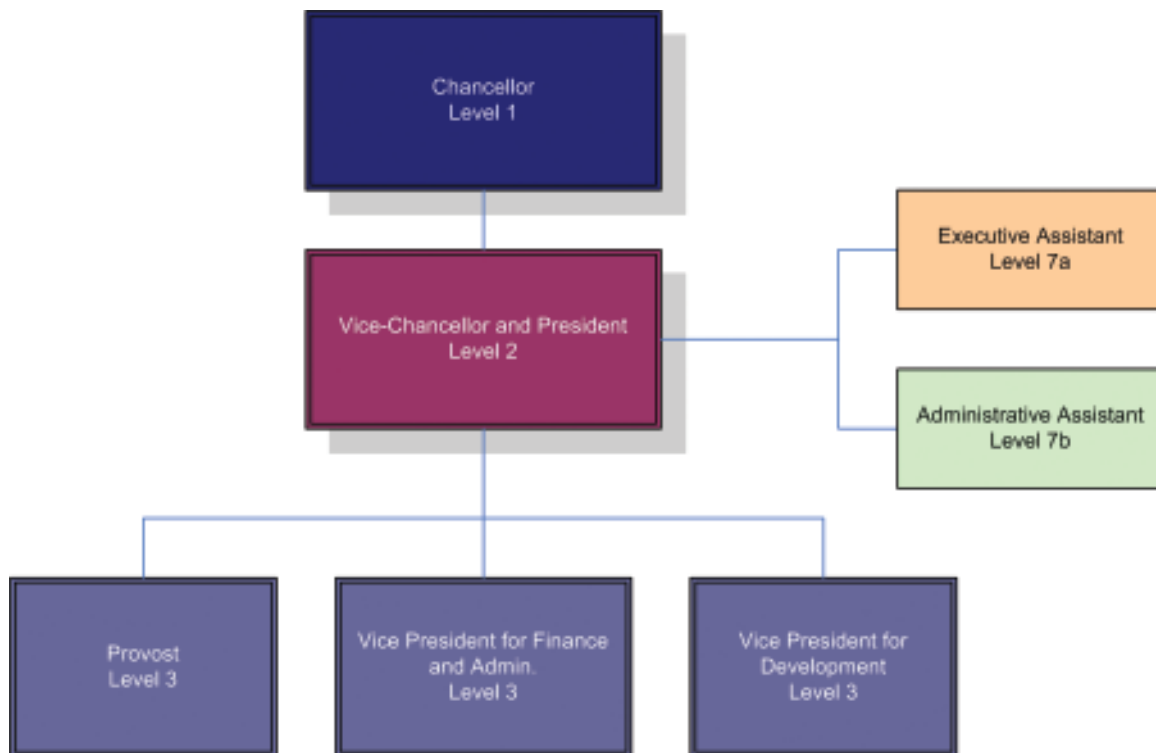 Chancellor
Level 1
Executive Assistant
Level 7a
Vice-Chancellor and President
Level 2
Administrative Assistant
Level 7b
Provost
Level 3
Vice President for Finance
and Admin.
Level 3
Vice President for
Development
Level 3